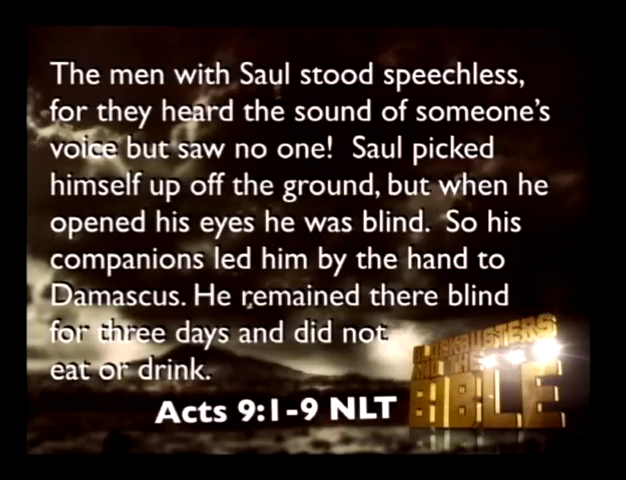 The men with Saul stood speechless,
for they heard the sound of someone's
voice but saw no one!  Saul picked
himself up off the ground, but when he
opened his eyes he was blind.  So his
companions led him by the hand to
Damascus. He remained there blind
for three days and did not
eat or drink.
Acts 9:1-9 NLT
BLOCKBUSTERS
AND THE
BIBLE